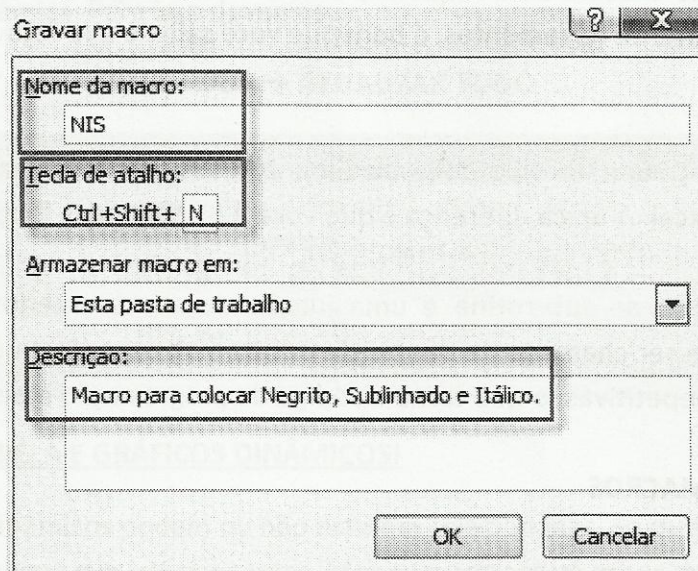 Gravar macro
Nome da macro:
NIS
Tecla de atalho:
Ctrl+Shift+ N
Armazenar macro em:
Esta pasta de trabalho
Descrição:
Macro para colocar Negrito, Sublinhado e Itálico.
OK
Cancelar